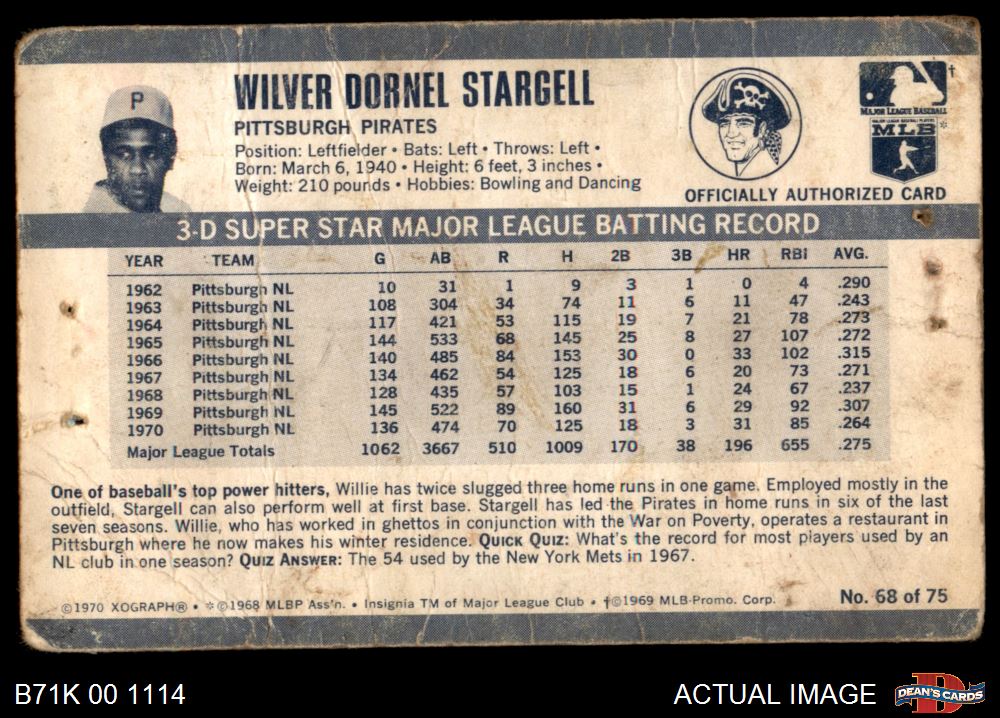 P
WILVER DORNEL STARGELL
PITTSBURGH PIRATES
Position: Leftfielder • Bats: Left • Throws: Left •
Born: March 6, 1940 • Height: 6 feet, 3 inches •
Weight: 210 pounds • Hobbies: Bowling and Dancing
†
MAJOR LEAGUE BASEBALL
MAJOR LEAGUE BASEBALL PLAYERS
MLB *
OFFICIALLY AUTHORIZED CARD
3-D SUPER STAR MAJOR LEAGUE BATTING RECORD
YEAR TEAM G AB R H 2B 3B HR RBI AVG.
1962 Pittsburgh NL 10 31 1 9 3 1 0 4 .290
1963 Pittsburgh NL 108 304 34 74 11 6 11 47 .243
1964 Pittsburgh NL 117 421 53 115 19 7 21 78 .273
1965 Pittsburgh NL 144 533 68 145 25 8 27 107 .272
1966 Pittsburgh NL 140 485 84 153 30 0 33 102 .315
1967 Pittsburgh NL 134 462 54 125 18 6 20 73 .271
1968 Pittsburgh NL 128 435 57 103 15 1 24 67 .237
1969 Pittsburgh NL 145 522 89 160 31 6 29 92 .307
1970 Pittsburgh NL 136 474 70 125 18 3 31 85 .264
Major League Totals 1062 3667 510 1009 170 38 196 655 .275
One of baseball's top power hitters, Willie has twice slugged three home runs in one game. Employed mostly in the
outfield, Stargell can also perform well at first base. Stargell has led the Pirates in home runs in six of the last
seven seasons. Willie, who has worked in ghettos in conjunction with the War on Poverty, operates a restaurant in
Pittsburgh where he now makes his winter residence. QUICK QUIZ: What's the record for most players used by an
NL club in one season? QUIZ ANSWER: The 54 used by the New York Mets in 1967.
©1970 XOGRAPH® • *©1968 MLBP Ass'n. • Insignia TM of Major League Club • †©1969 MLB-Promo. Corp.
No. 68 of 75
B71K 00 1114
ACTUAL IMAGE
D
DEAN'S CARDS